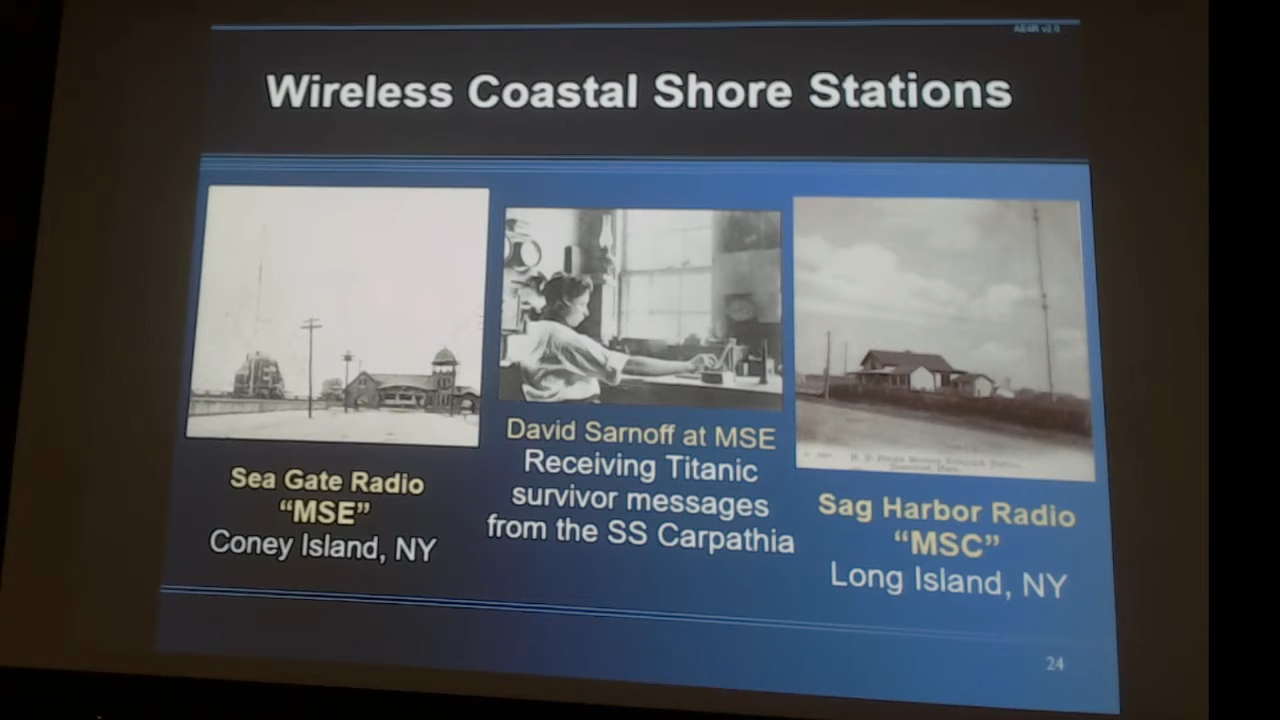 Wireless Coastal Shore Stations
Sea Gate Radio
“MSE”
Coney Island, NY
David Sarnoff at MSE
Receiving Titanic
survivor messages
from the SS Carpathia
Sag Harbor Radio
“MSC”
Long Island, NY
24